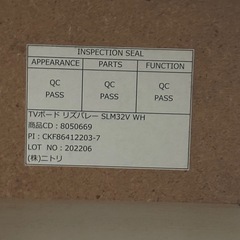 INSPECTION SEAL
APPEARANCE PARTS FUNCTION
QC PASS QC PASS QC PASS
TVボード リズバレー SLM32V WH
商品CD : 8050669
PI : CKF86412203-7
LOT NO : 202206
(株)ニトリ